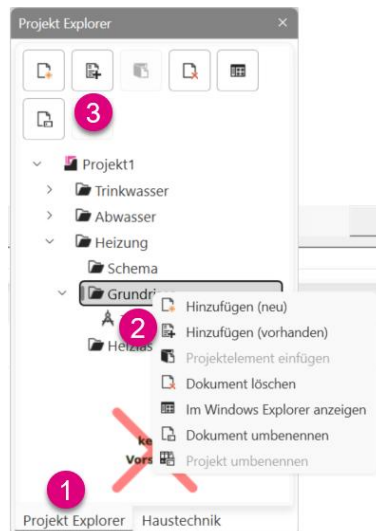 Projekt Explorer
3
Projekt1
Trinkwasser
Abwasser
Heizung
Schema
Hinzufügen (neu)
2
Hinzufügen (vorhanden)
Projektelement einfügen
Dokument löschen
Im Windows Explorer anzeigen
Dokument umbenennen
Projekt umbenennen
1
Projekt Explorer
Haustechnik